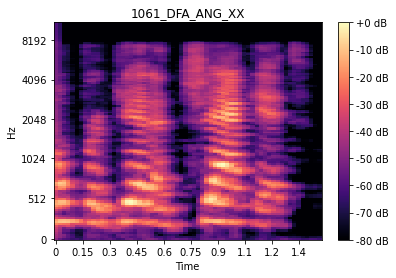 1061_DFA_ANG_XX
+0 dB
8192
-10 dB
4096
-20 dB
-30 dB
2048
Hz
-40 dB
1024
-50 dB
512
-60 dB
-70 dB
0
-80 dB
0 0.15 0.3 0.45 0.6 0.75 0.9 1.1 1.2 1.4
Time